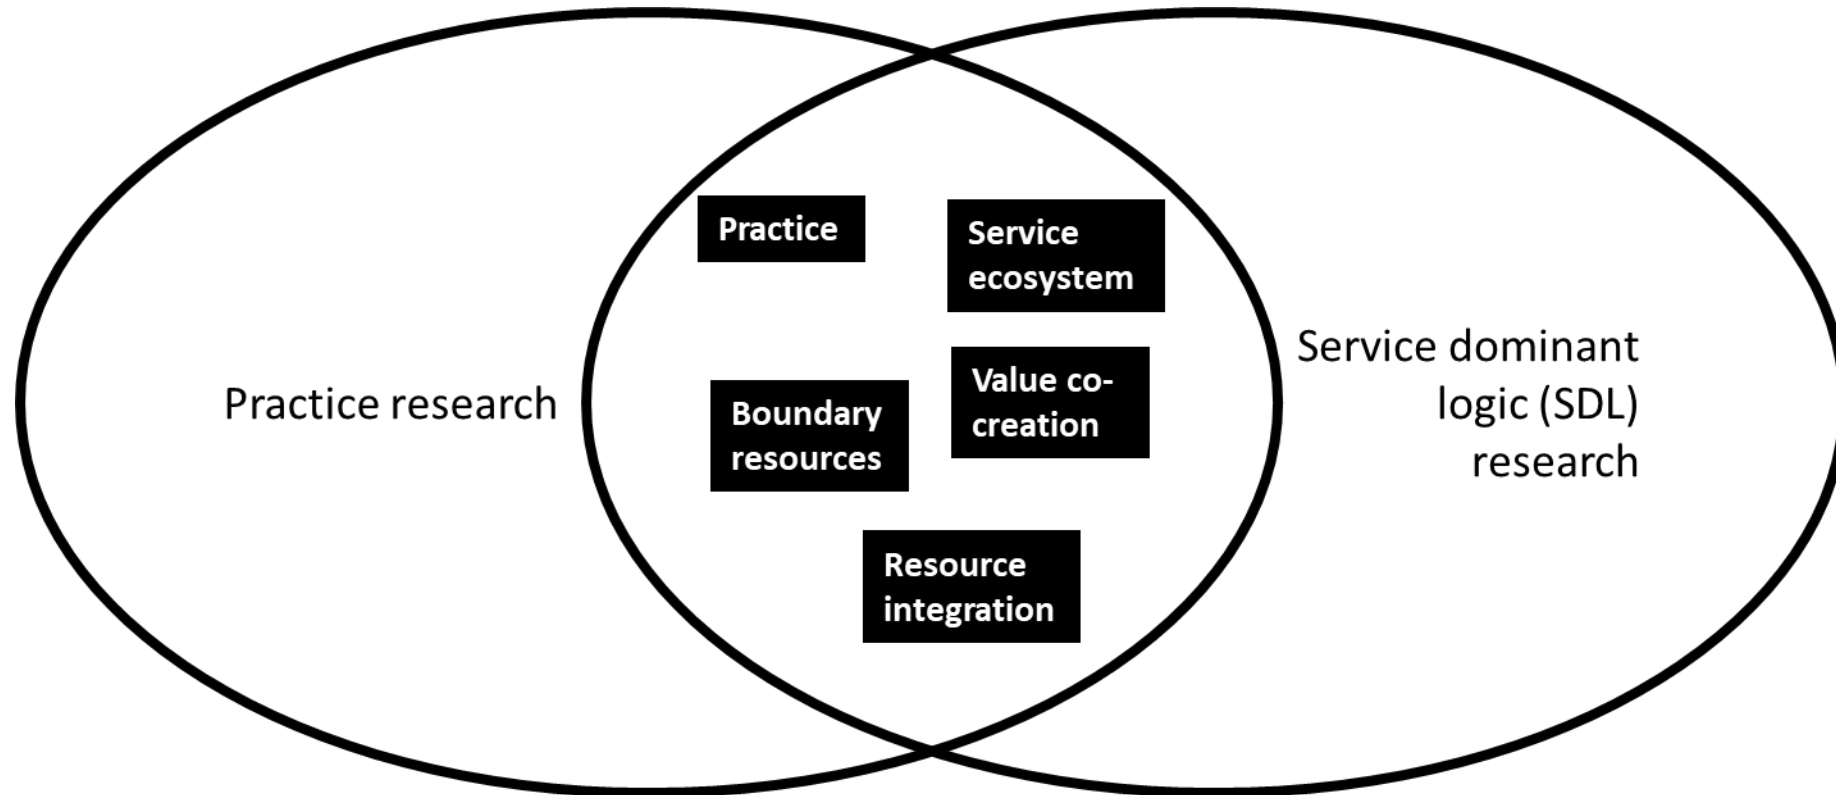 Practice research
Practice
Service
ecosystem
Boundary
resources
Value co-
creation
Resource
integration
Service dominant
logic (SDL)
research